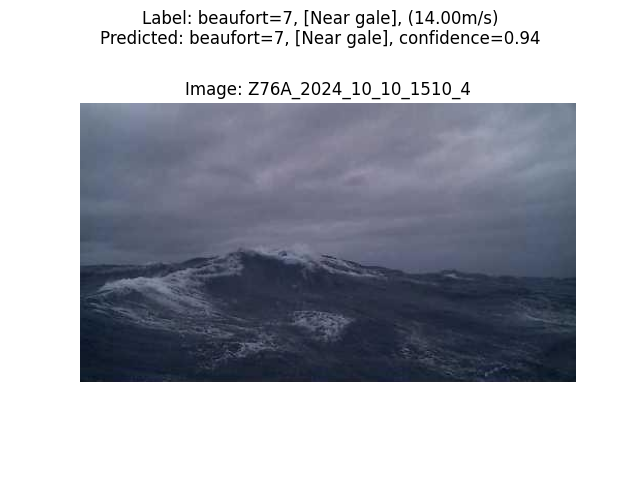 Label: beaufort=7, [Near gale], (14.00m/s)
Predicted: beaufort=7, [Near gale], confidence=0.94
Image: Z76A_2024_10_10_1510_4